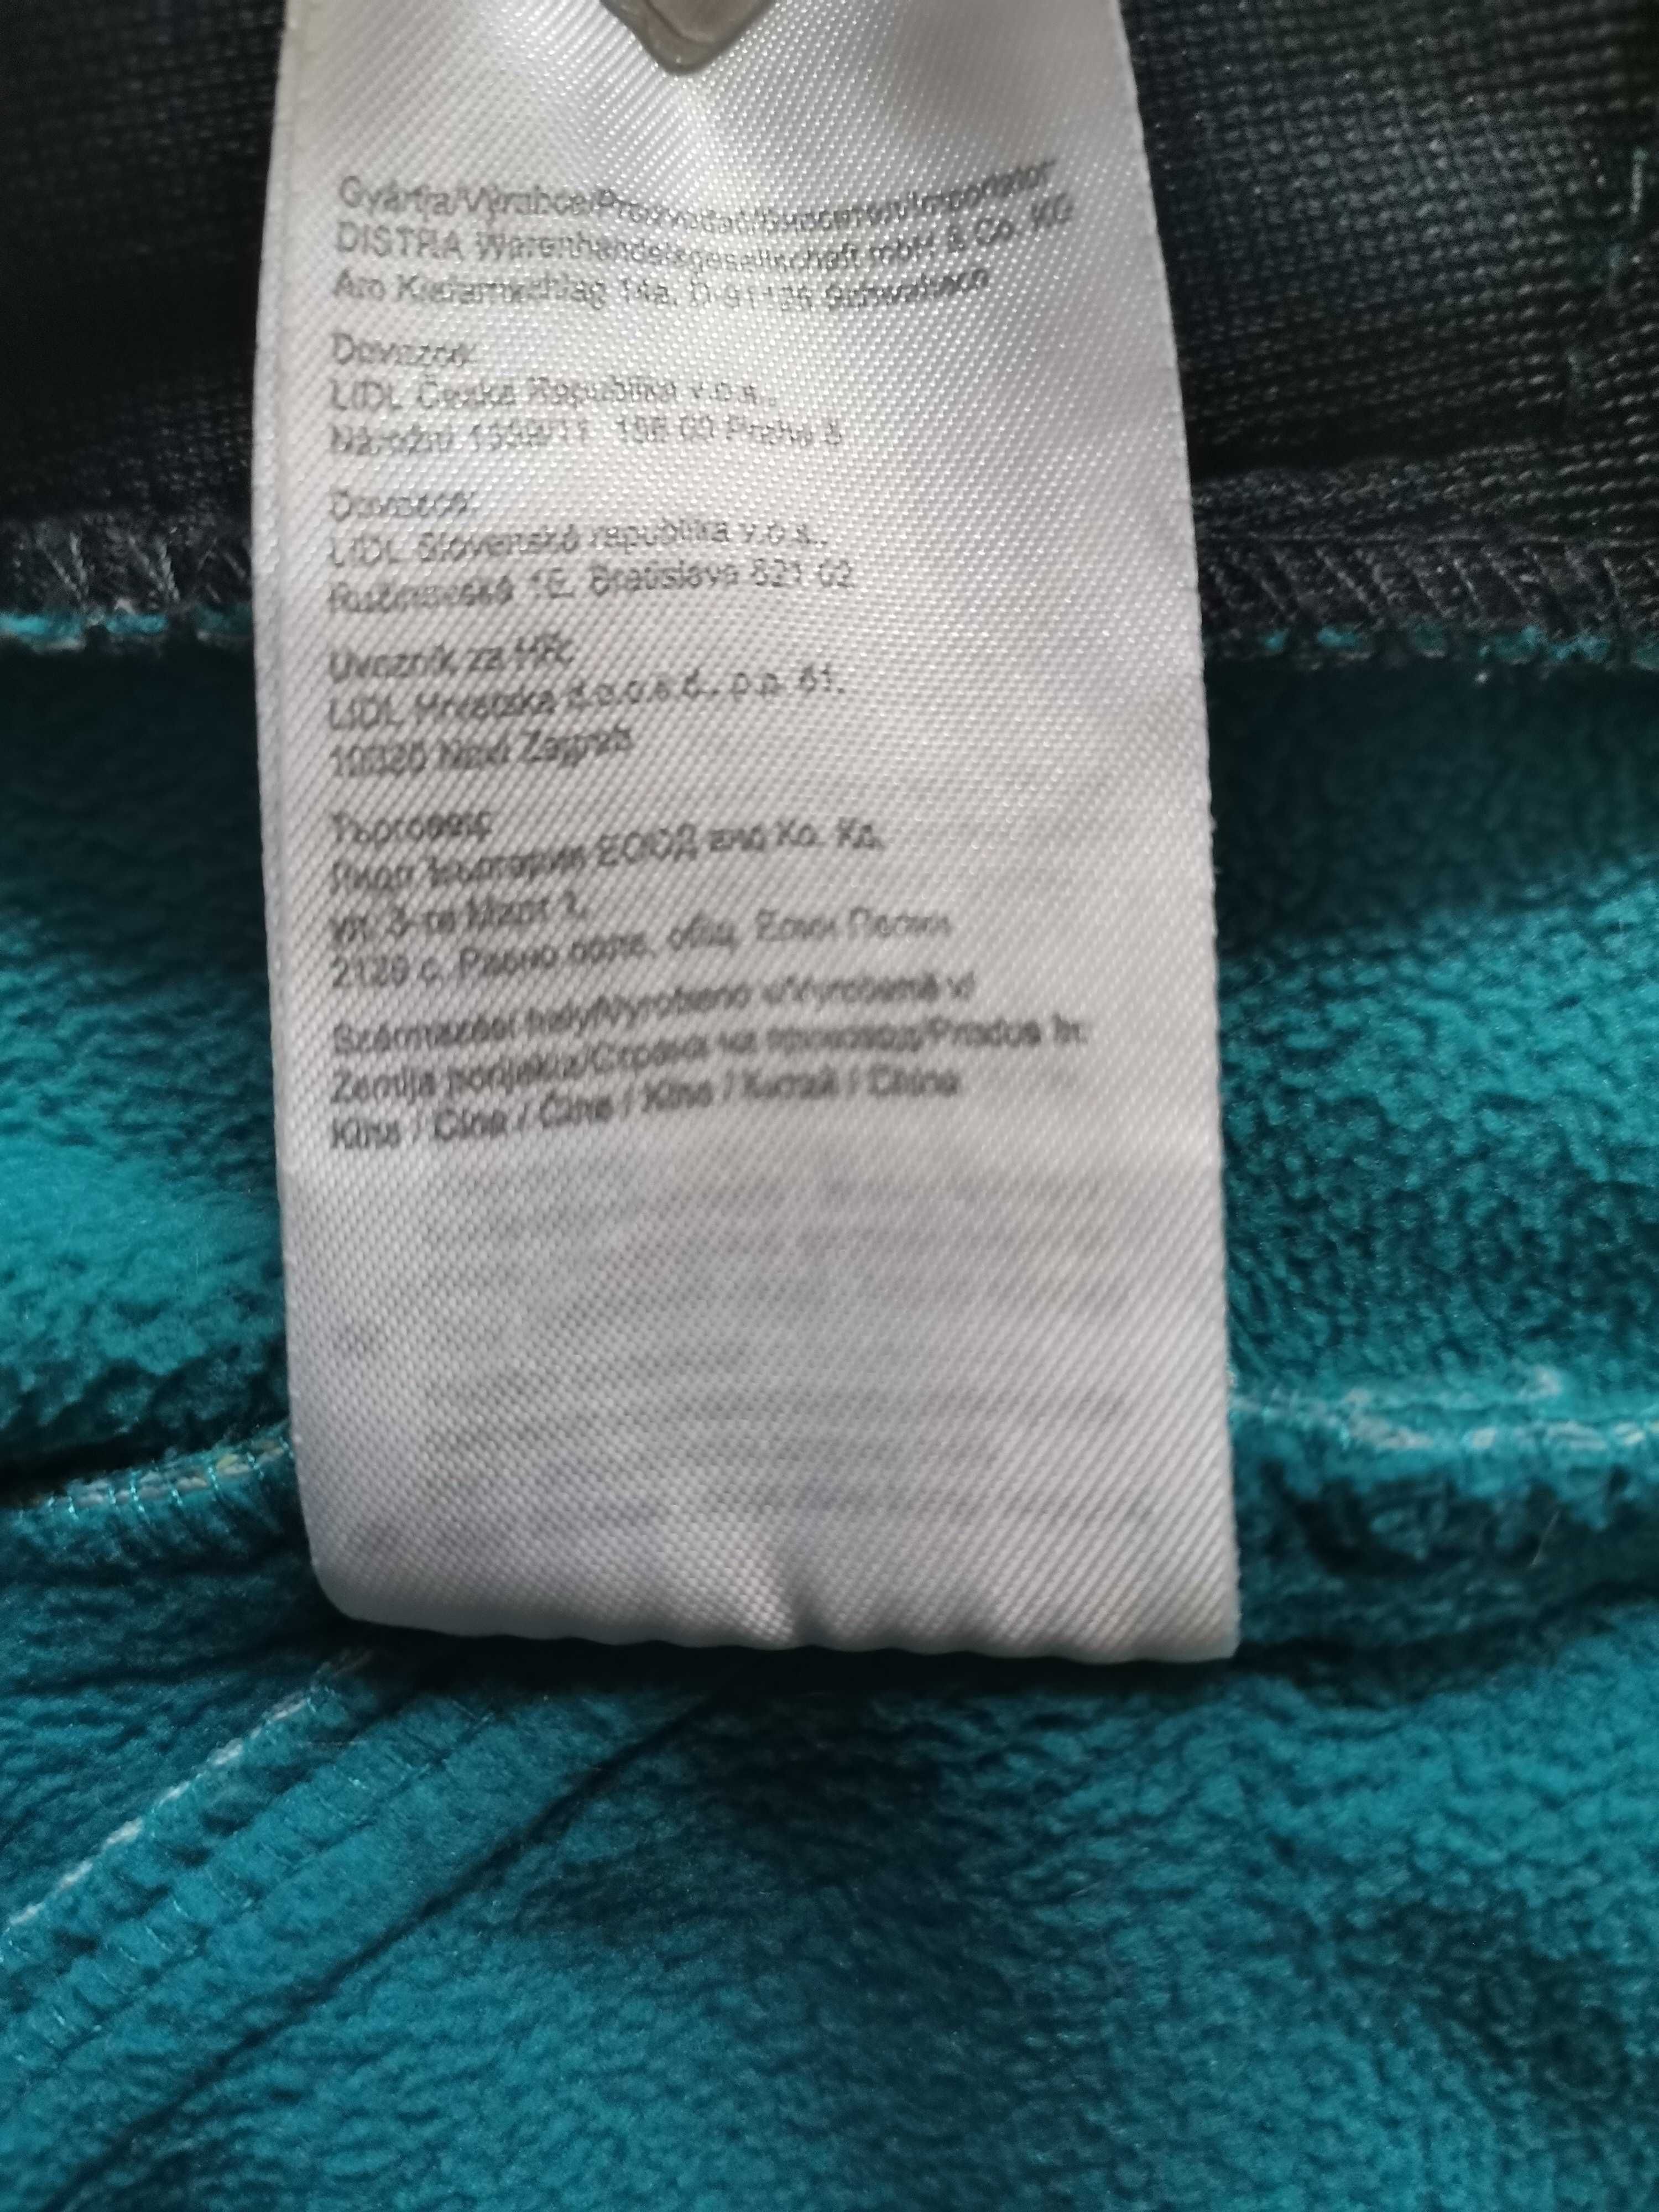 Gyártja/Výrobce/Proizvođač/Вносител/Importator
DISTRA Warenhandelsgesellschaft mbH & Co. KG
Am Kiefernschlag 14a, D-91126 Schwabach
Dovozce:
LIDL Česká Republika v.o.s.,
Nárožní 1359/11, 158 00 Praha 5
Dovozca:
LIDL Slovenská republika v.o.s.,
Ružinovská 1E, Bratislava 821 02
Uvoznik za HR:
LIDL Hrvatska d.o.o.k.d., p.p. 61,
10020 Novi Zagreb
Търговец:
Лидл България ЕООД енд Ко. Кд.
ул. 3-ти Март 1,
2129 с. Равно поле, общ. Елин Пелин
Származási hely/Vyrobeno v/Vyrobené v/
Zemlja porijekla/Страна на произход/Produs în:
Kína / Čína / Čína / Kina / Китай / China